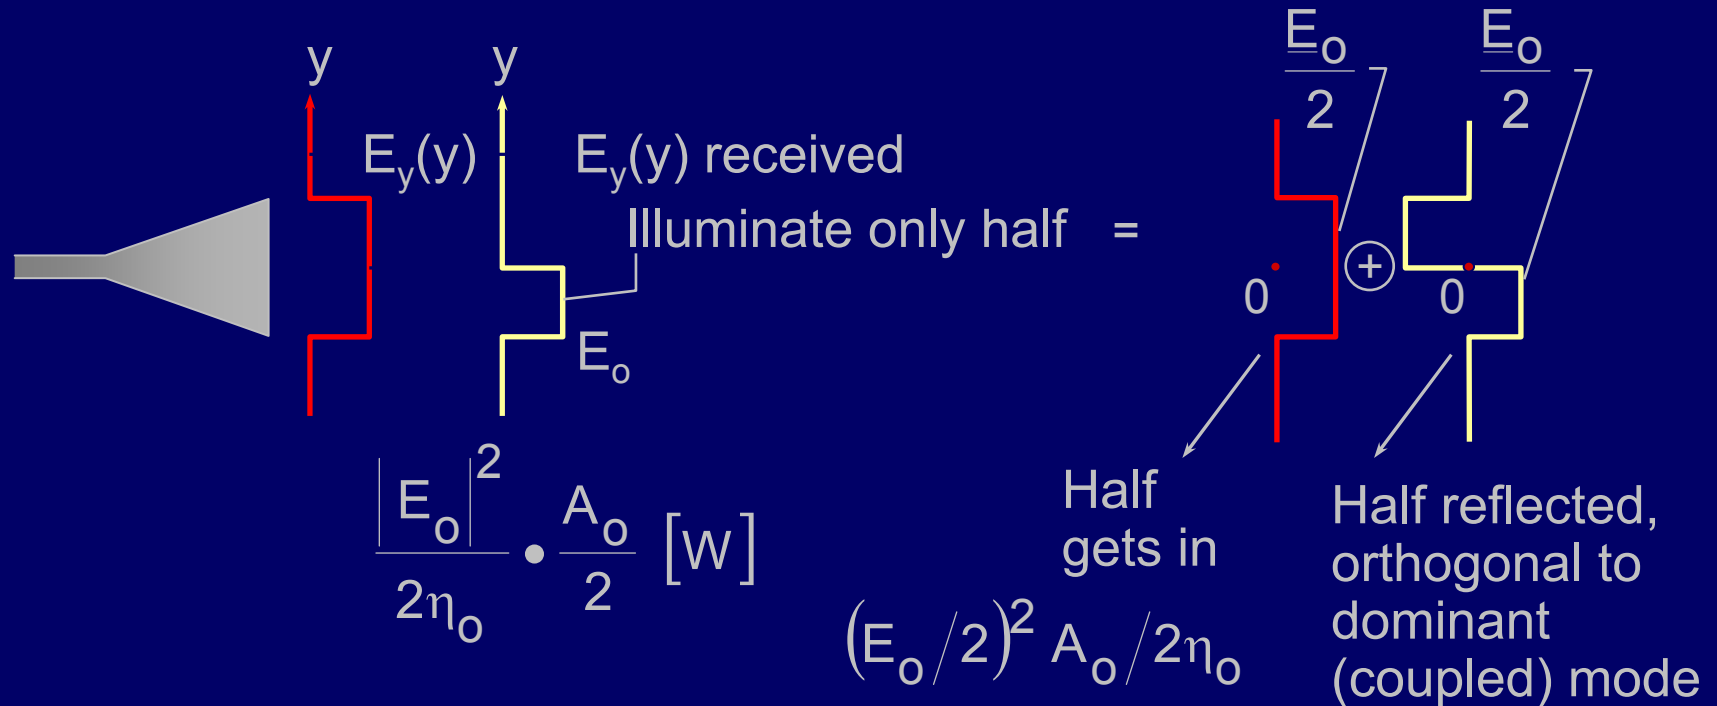 y
y
E_y(y)
E_y(y) received
Illuminate only half =
E_o
E_o/2
E_o/2
0
⊕
0
|E_o|^2/2η_o • A_o/2 [W]
Half
gets in
(E_o/2)^2 A_o/2η_o
Half reflected,
orthogonal to
dominant
(coupled) mode